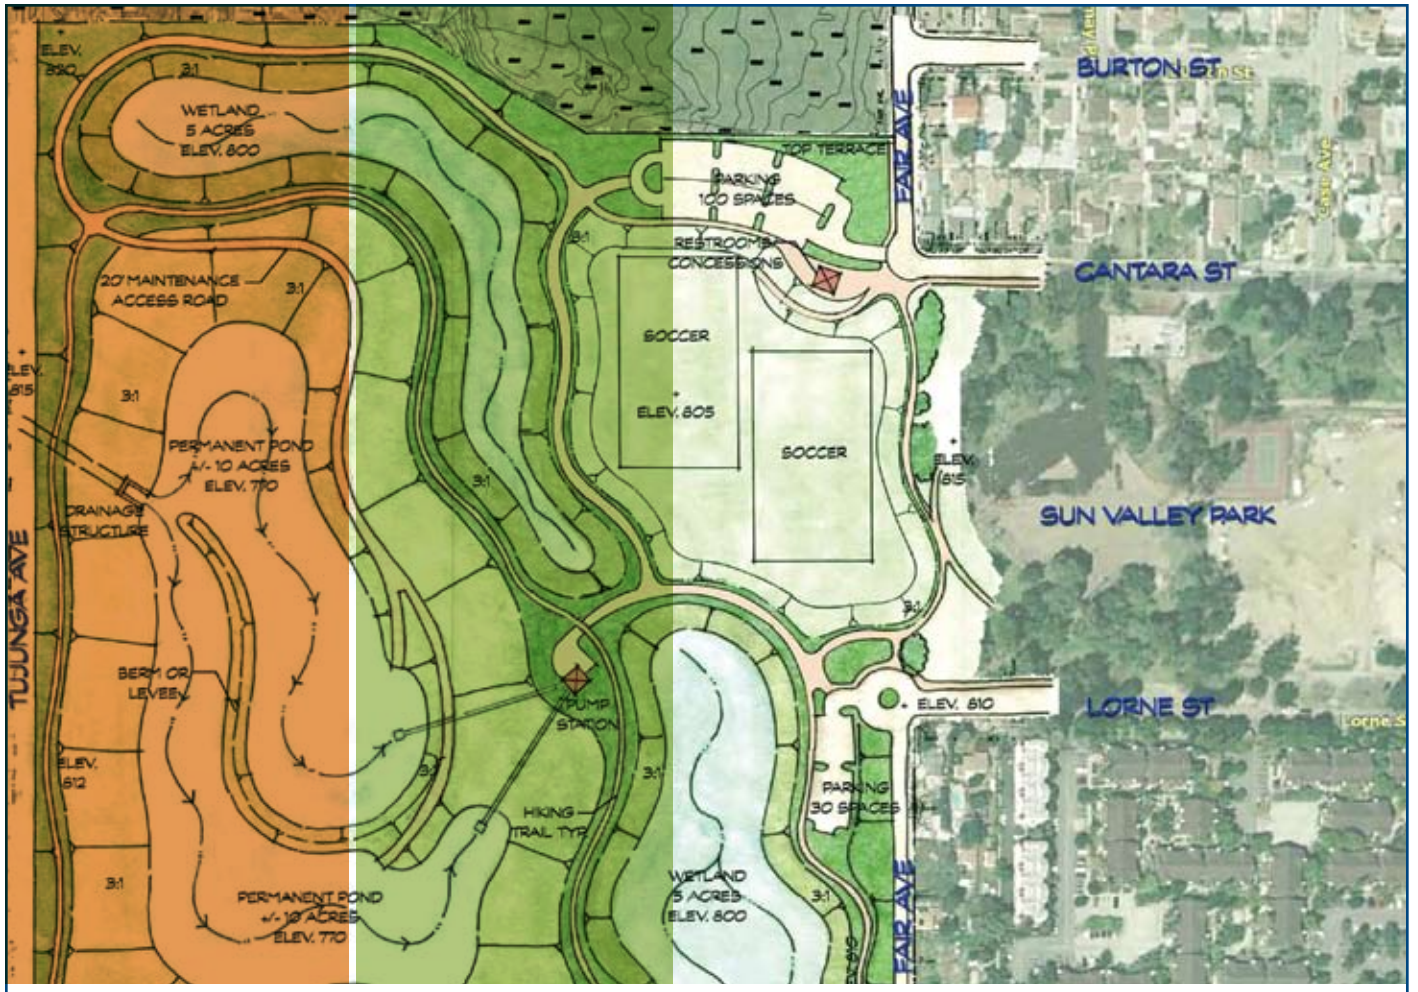 ELEV.
820
3:1
WETLAND
5 ACRES
ELEV. 800
BURTON ST
FAIR AVE
TOP TERRACE
PARKING
100 SPACES
Case Ave
3:1
RESTROOMS
CONCESSIONS
CANTARA ST
20' MAINTENANCE
ACCESS ROAD
3:1
SOCCER
ELEV.
815
3:1
ELEV. 805
PERMANENT POND
+/- 10 ACRES
ELEV. 770
3:1
SOCCER
ELEV.
815
DRAINAGE
STRUCTURE
SUN VALLEY PARK
TUJUNGA AVE
3:1
BERM OR
LEVEE
PUMP
STATION
ELEV. 810
LORNE ST
Lorne S
ELEV.
812
3:1
3:1
PARKING
30 SPACES
HIKING
TRAIL TYP.
3:1
PERMANENT POND
+/- 10 ACRES
ELEV. 770
WETLAND
5 ACRES
ELEV. 800
3:1
FAIR AVE